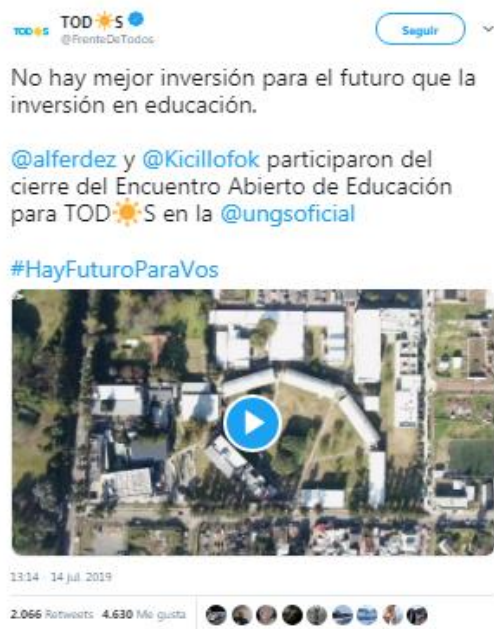 TOD☀S
TOD☀S
@FrenteDeTodos
Seguir
No hay mejor inversión para el futuro que la
inversión en educación.
@alferdez y @Kicillofok participaron del
cierre del Encuentro Abierto de Educación
para TOD☀S en la @ungsoficial
#HayFuturoParaVos
13:14 - 14 jul. 2019
2.066 Retweets 4.630 Me gusta